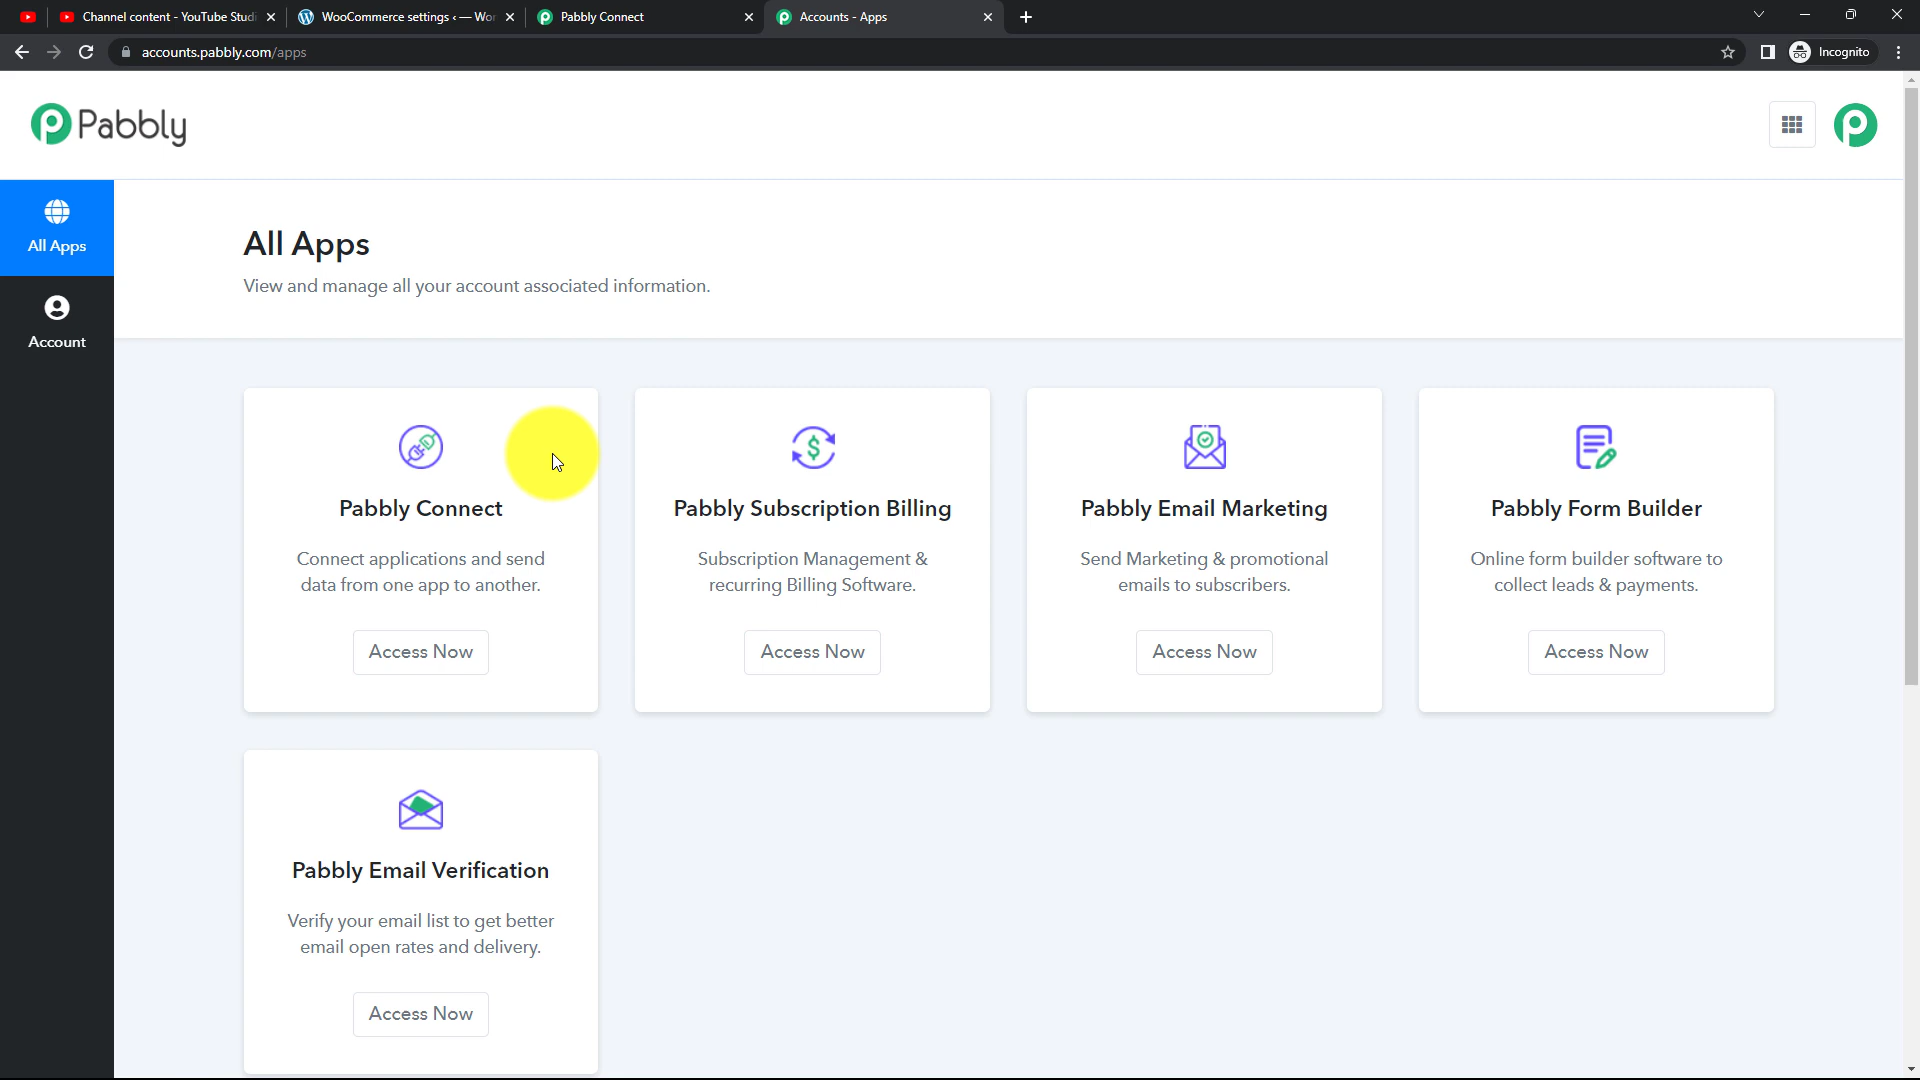 Channel content - YouTube Studi
WooCommerce settings ‹ — Wor
Pabbly Connect
Accounts - Apps
accounts.pabbly.com/apps
Incognito
Pabbly
All Apps
Account
All Apps
View and manage all your account associated information.
Pabbly Connect
Connect applications and send
data from one app to another.
Access Now
Pabbly Subscription Billing
Subscription Management &
recurring Billing Software.
Access Now
Pabbly Email Marketing
Send Marketing & promotional
emails to subscribers.
Access Now
Pabbly Form Builder
Online form builder software to
collect leads & payments.
Access Now
Pabbly Email Verification
Verify your email list to get better
email open rates and delivery.
Access Now